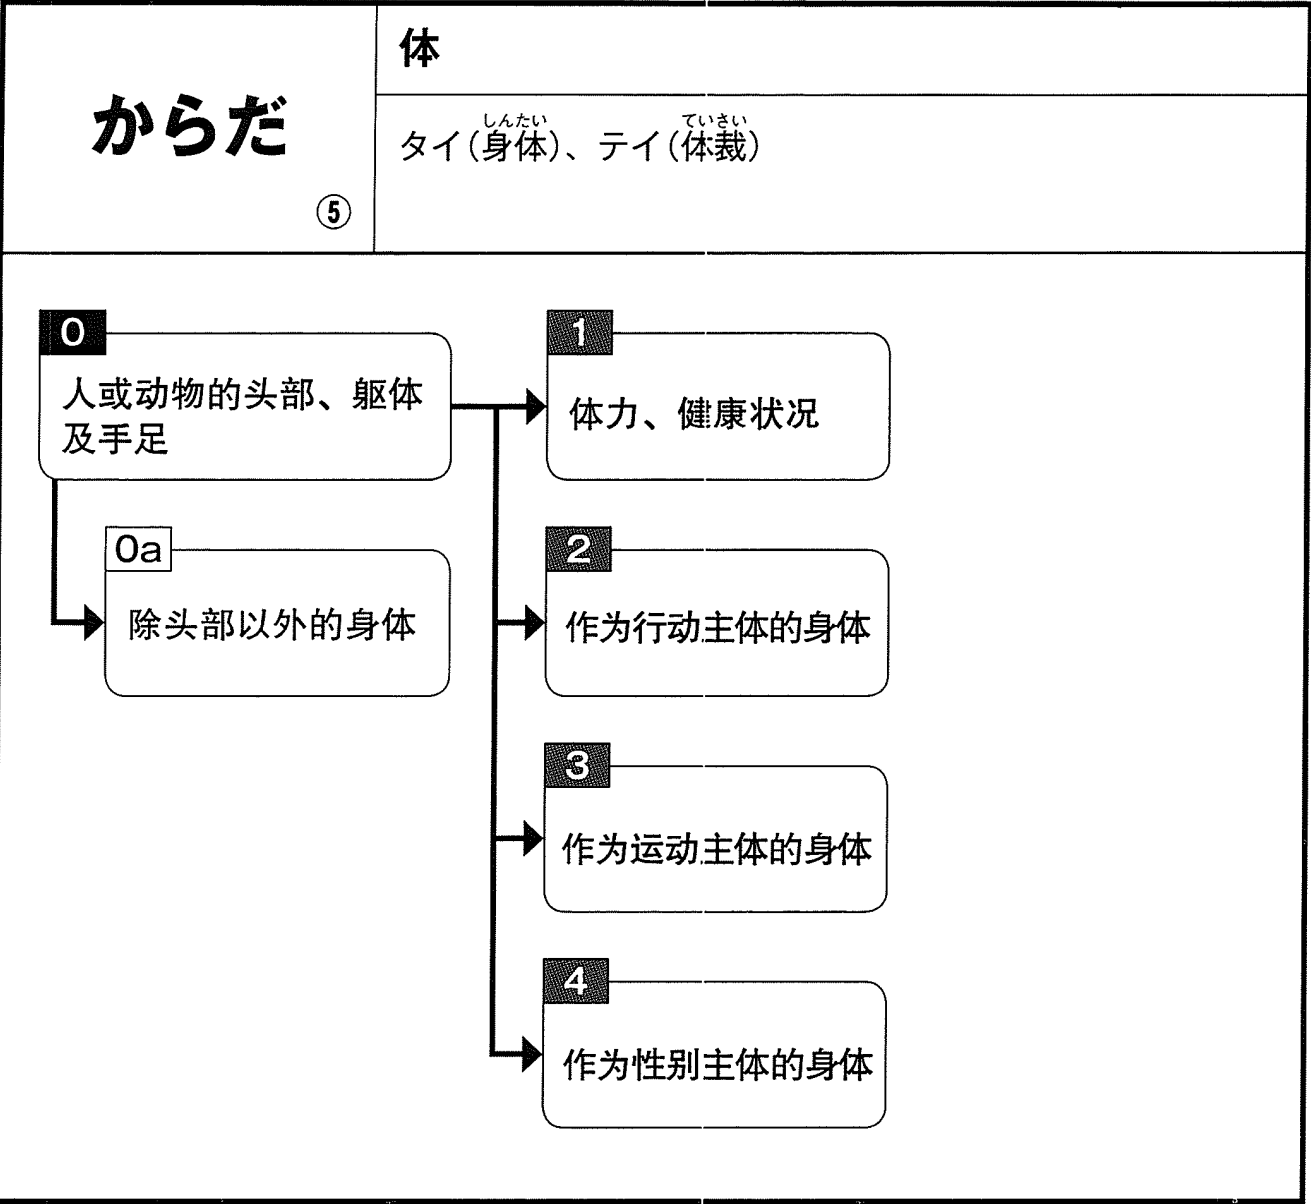 からだ
⑤
体
しんたい ていさい
タイ(身体)、テイ(体裁)
0
人或动物的头部、躯体
及手足
0a
除头部以外的身体
1
体力、健康状况
2
作为行动主体的身体
3
作为运动主体的身体
4
作为性别主体的身体